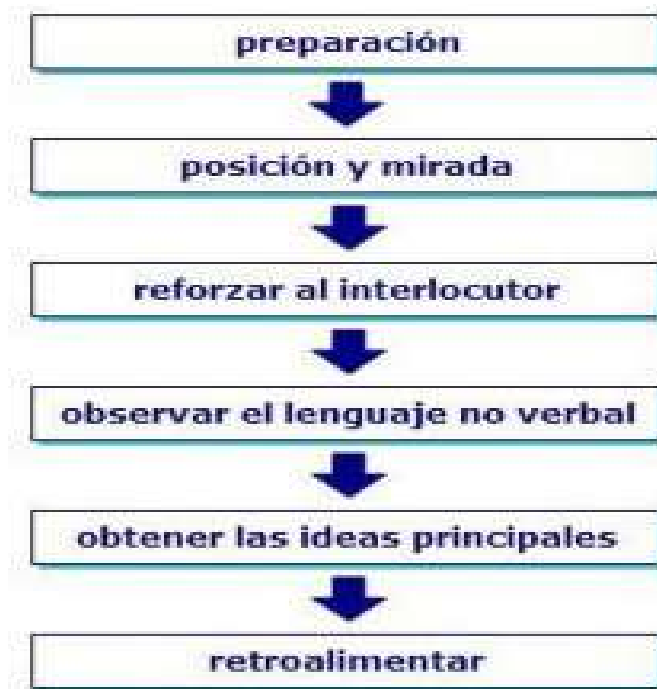 preparación
posición y mirada
reforzar al interlocutor
observar el lenguaje no verbal
obtener las ideas principales
retroalimentar